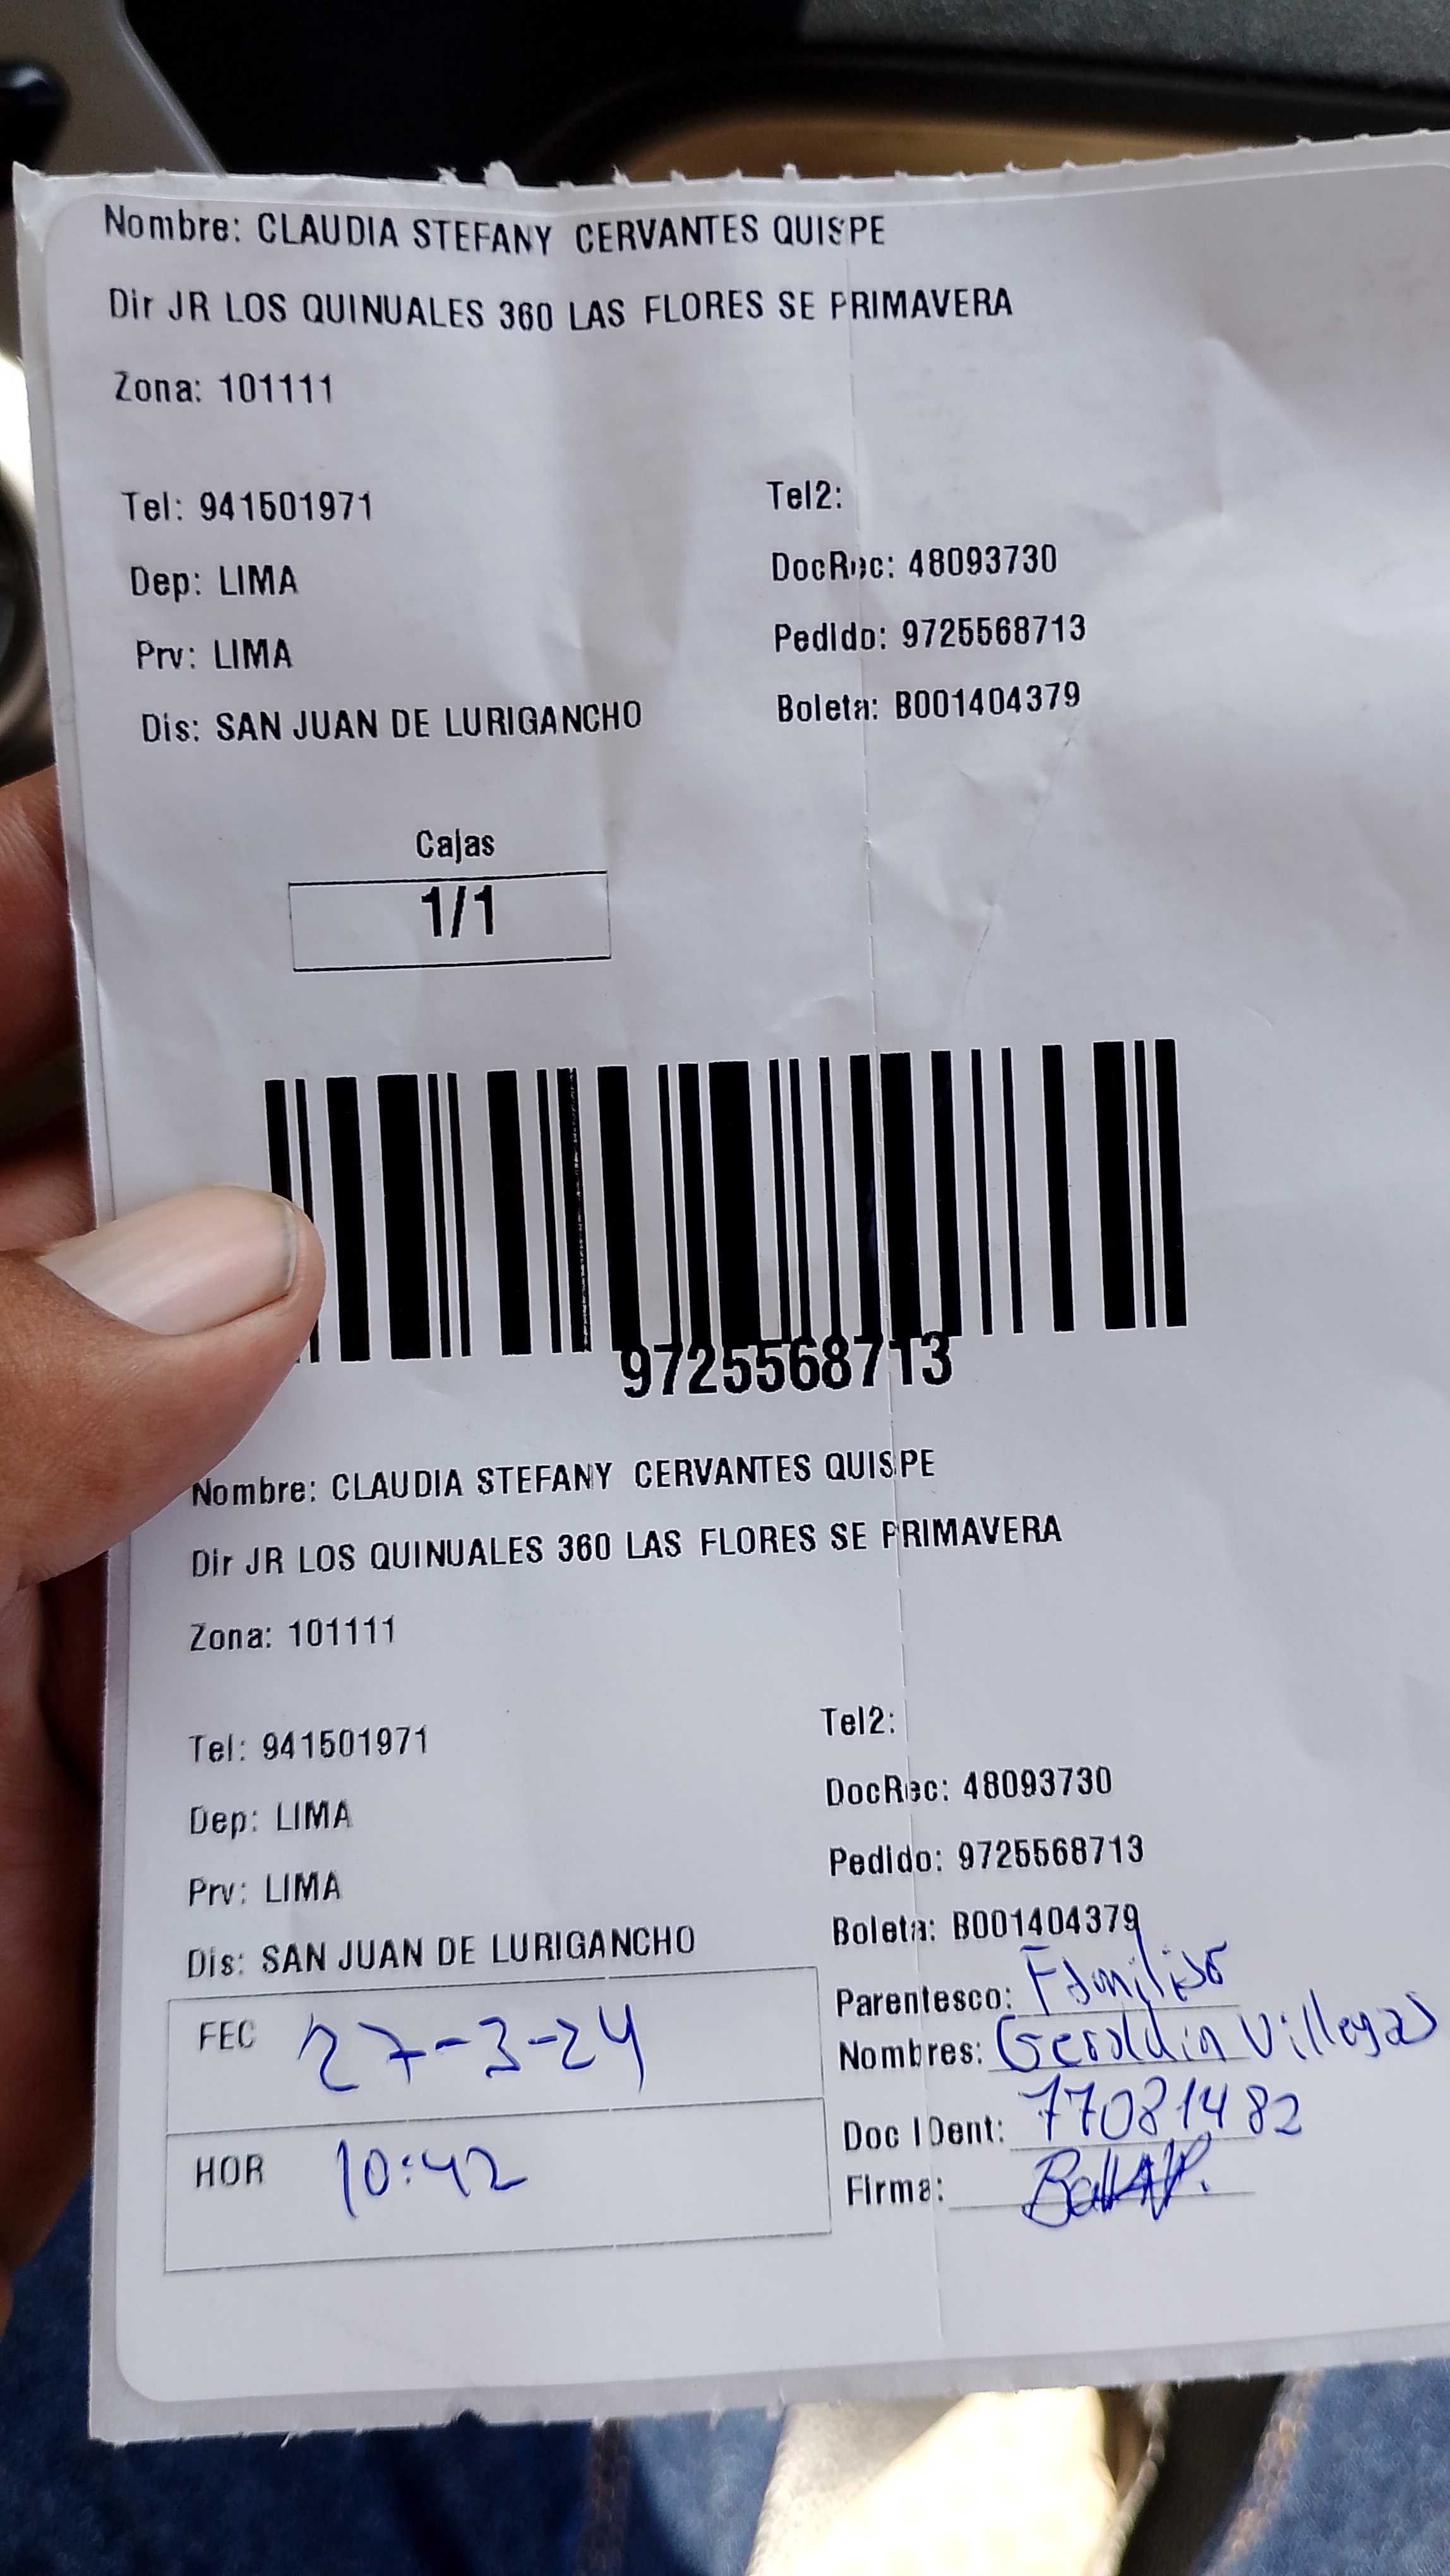 Nombre: CLAUDIA STEFANY CERVANTES QUISPE
Dir JR LOS QUINUALES 360 LAS FLORES SE PRIMAVERA
Zona: 101111
Tel: 941501971 Tel2:
Dep: LIMA DocRec: 48093730
Prv: LIMA Pedido: 9725568713
Dis: SAN JUAN DE LURIGANCHO Boleta: B001404379
Cajas
1/1
9725568713
Nombre: CLAUDIA STEFANY CERVANTES QUISPE
Dir JR LOS QUINUALES 360 LAS FLORES SE PRIMAVERA
Zona: 101111
Tel: 941501971 Tel2:
Dep: LIMA DocRec: 48093730
Prv: LIMA Pedido: 9725568713
Dis: SAN JUAN DE LURIGANCHO Boleta: B001404379
FEC 27-3-24
HOR 10:42
Parentesco: Familiar
Nombres: Geraldin Villegas
Doc IDent: 77081482
Firma: